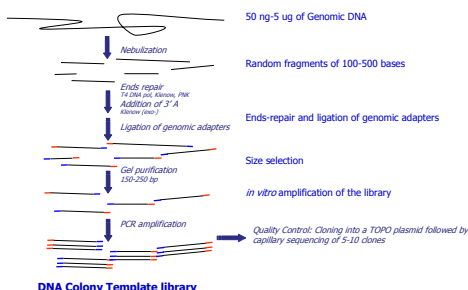 50 ng-5 ug of Genomic DNA
Nebulization
Random fragments of 100-500 bases
Ends repair
T4 DNA pol, Klenow, PNK
Addition of 3' A
Klenow (exo-)
Ends-repair and ligation of genomic adapters
Ligation of genomic adapters
Size selection
Gel purification
150-250 bp
in vitro amplification of the library
PCR amplification
Quality Control: Cloning into a TOPO plasmid followed by
capillary sequencing of 5-10 clones
DNA Colony Template library